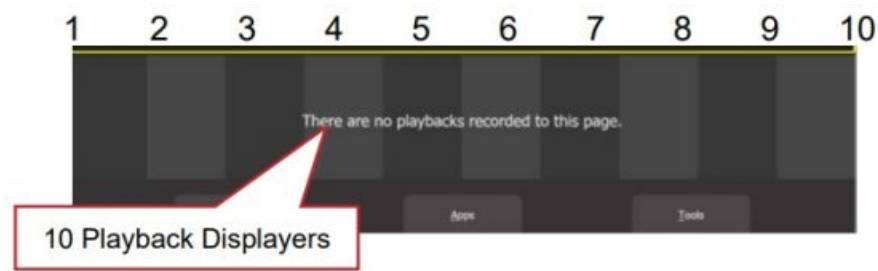 1 2 3 4 5 6 7 8 9 10
There are no playbacks recorded to this page.
10 Playback Displayers
Apps
Tools